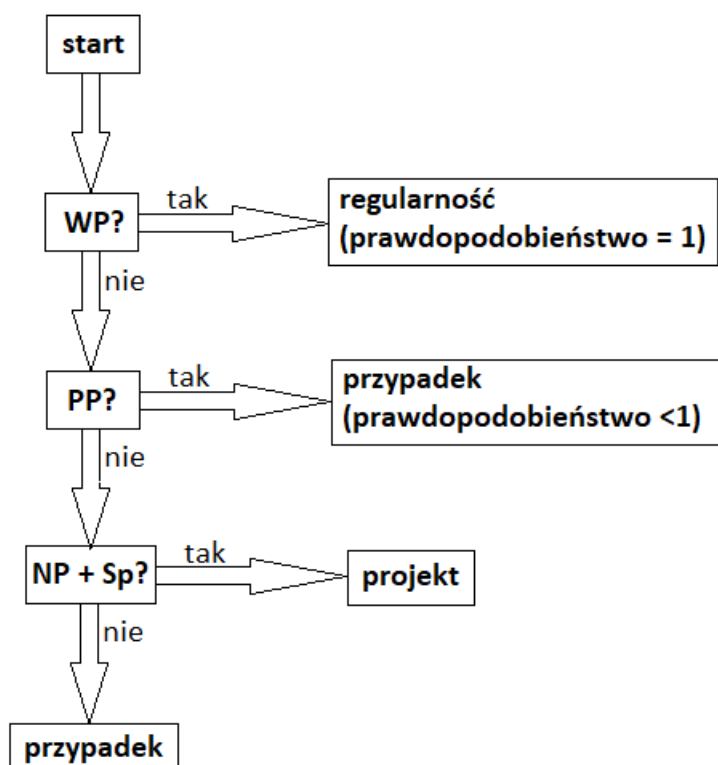 start
WP?
tak
regularność
(prawdopodobieństwo = 1)
nie
PP?
tak
przypadek
(prawdopodobieństwo <1)
nie
NP + Sp?
tak
projekt
nie
przypadek